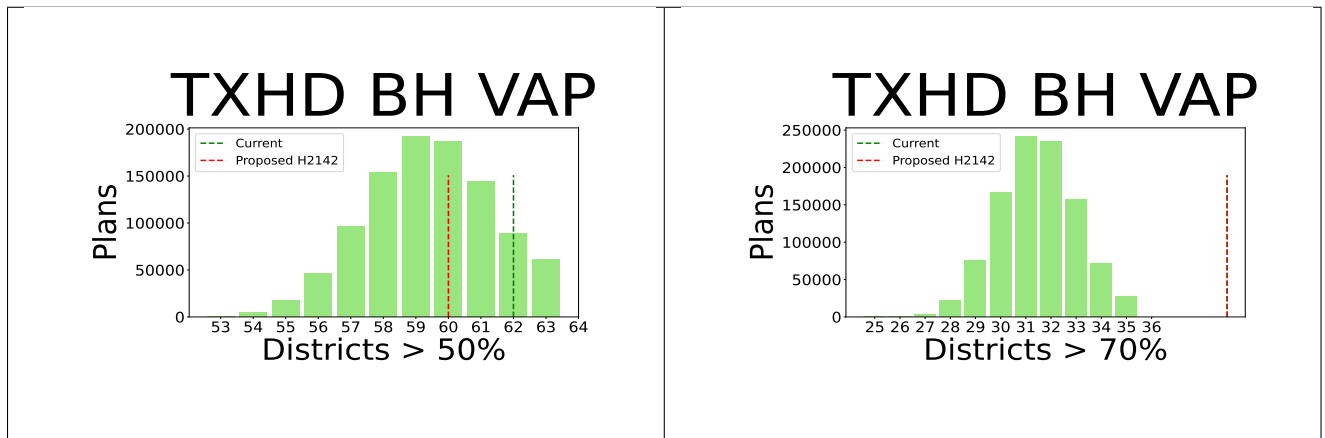 TXHD BH VAP
200000
150000
100000
50000
0
Plans
Current
Proposed H2142
53 54 55 56 57 58 59 60 61 62 63 64
Districts > 50%
TXHD BH VAP
250000
200000
150000
100000
50000
0
Plans
Current
Proposed H2142
25 26 27 28 29 30 31 32 33 34 35 36
Districts > 70%